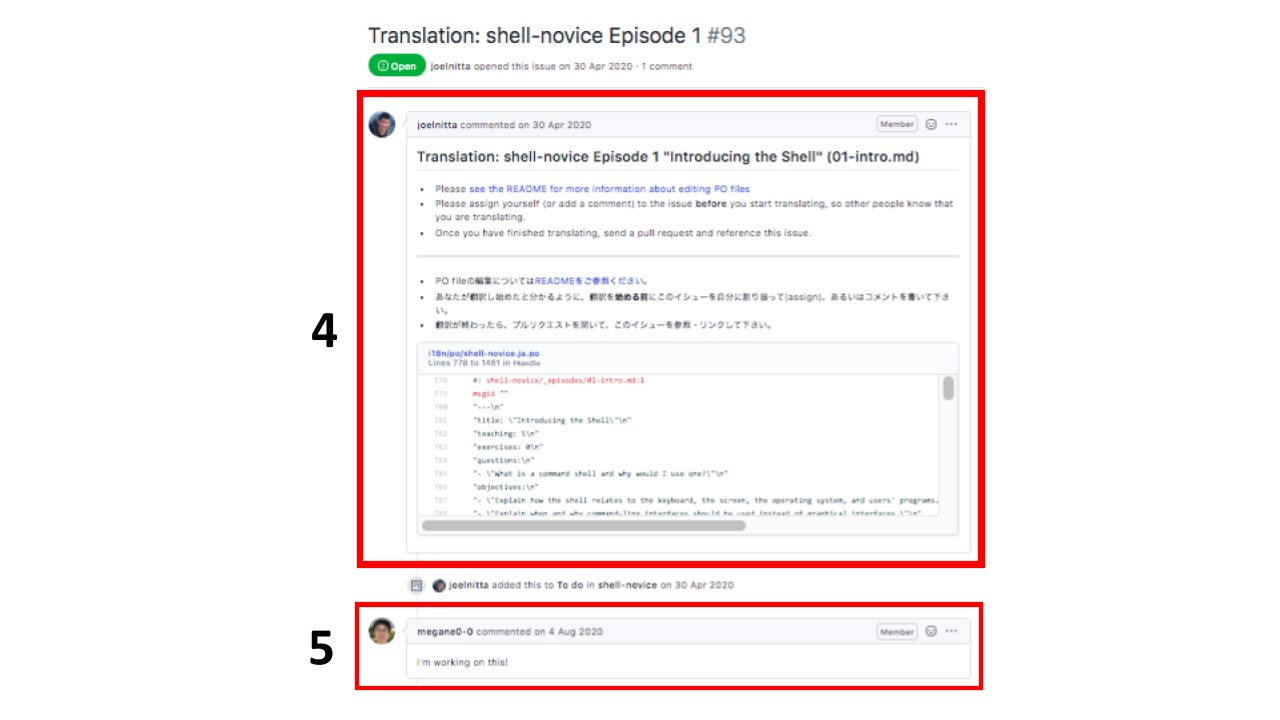 Translation: shell-novice Episode 1 #93
Open joelnitta opened this issue on 30 Apr 2020 · 1 comment
joelnitta commented on 30 Apr 2020 Member
Translation: shell-novice Episode 1 "Introducing the Shell" (01-intro.md)
• Please see the README for more information about editing PO files
• Please assign yourself (or add a comment) to the issue before you start translating, so other people know that
you are translating.
• Once you have finished translating, send a pull request and reference this issue.
• PO fileの編集についてはREADMEをご参照ください。
• あなたが翻訳し始めたと分かるように、翻訳を始める前にこのイシューを自分に割り振って(assign)、あるいはコメントを書いて下さ
い。
• 翻訳が終わったら、プルリクエストを開いて、このイシューを参照・リンクして下さい。
4
i18n/po/shell-novice.ja.po
Lines 778 to 1461 in
778 #: shell-novice/_episodes/01-intro.md:1
779 msgid ""
780 "---\n"
781 "title: \"Introducing the Shell\"\n"
782 "teaching: 5\n"
783 "exercises: 0\n"
784 "questions:\n"
785 "- \"What is a command shell and why would I use one?\"\n"
786 "objectives:\n"
787 "- \"Explain how the shell relates to the keyboard, the screen, the operating system, and users' programs.
788 "- \"Explain when and why command-line interfaces should be used instead of graphical interfaces.\"\n"
joelnitta added this to To do in shell-novice on 30 Apr 2020
5
megane0-0 commented on 4 Aug 2020 Member
I'm working on this!